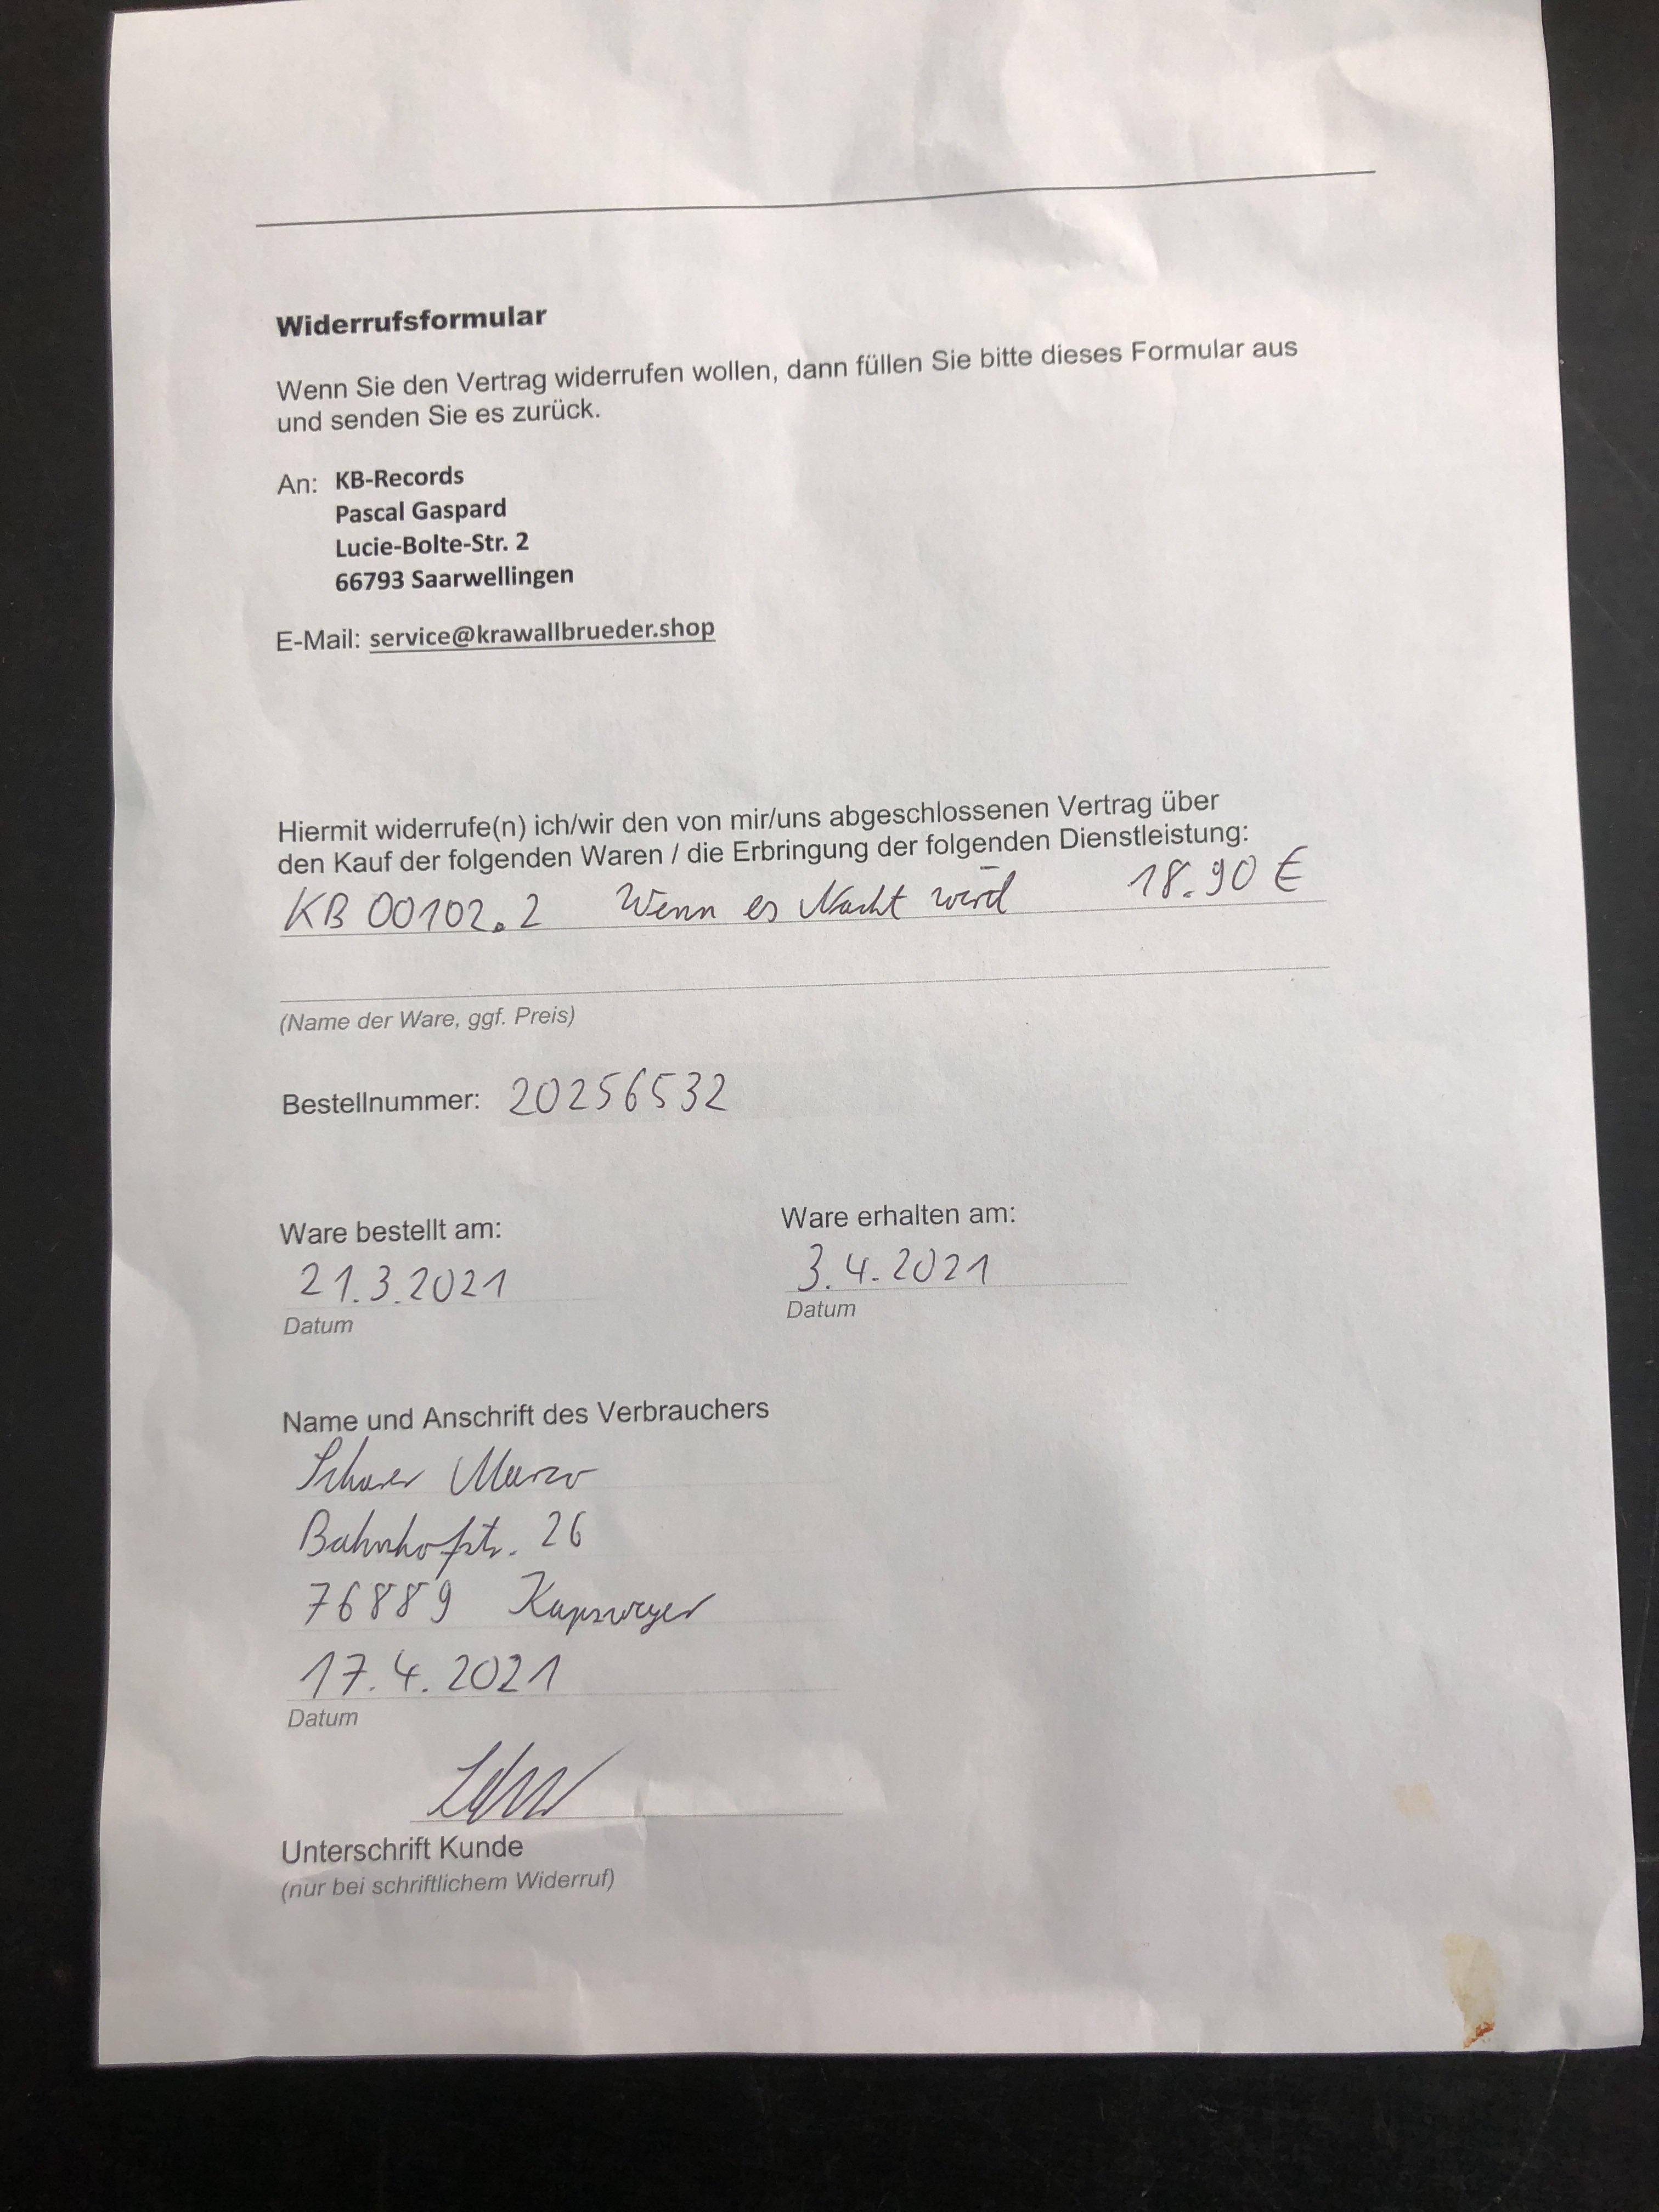 Widerrufsformular
Wenn Sie den Vertrag widerrufen wollen, dann füllen Sie bitte dieses Formular aus
und senden Sie es zurück.
An: KB-Records
Pascal Gaspard
Lucie-Bolte-Str. 2
66793 Saarwellingen
E-Mail: service@krawallbrueder.shop
Hiermit widerrufe(n) ich/wir den von mir/uns abgeschlossenen Vertrag über
den Kauf der folgenden Waren / die Erbringung der folgenden Dienstleistung:
KB 00102.2 Wenn es Nacht wird 18.90 €
(Name der Ware, ggf. Preis)
Bestellnummer: 20256532
Ware bestellt am: Ware erhalten am:
21.3.2021 3.4.2021
Datum Datum
Name und Anschrift des Verbrauchers
Marco
Bahnhofstr. 26
76889 Kapsweyer
17.4.2021
Datum
Unterschrift Kunde
(nur bei schriftlichem Widerruf)